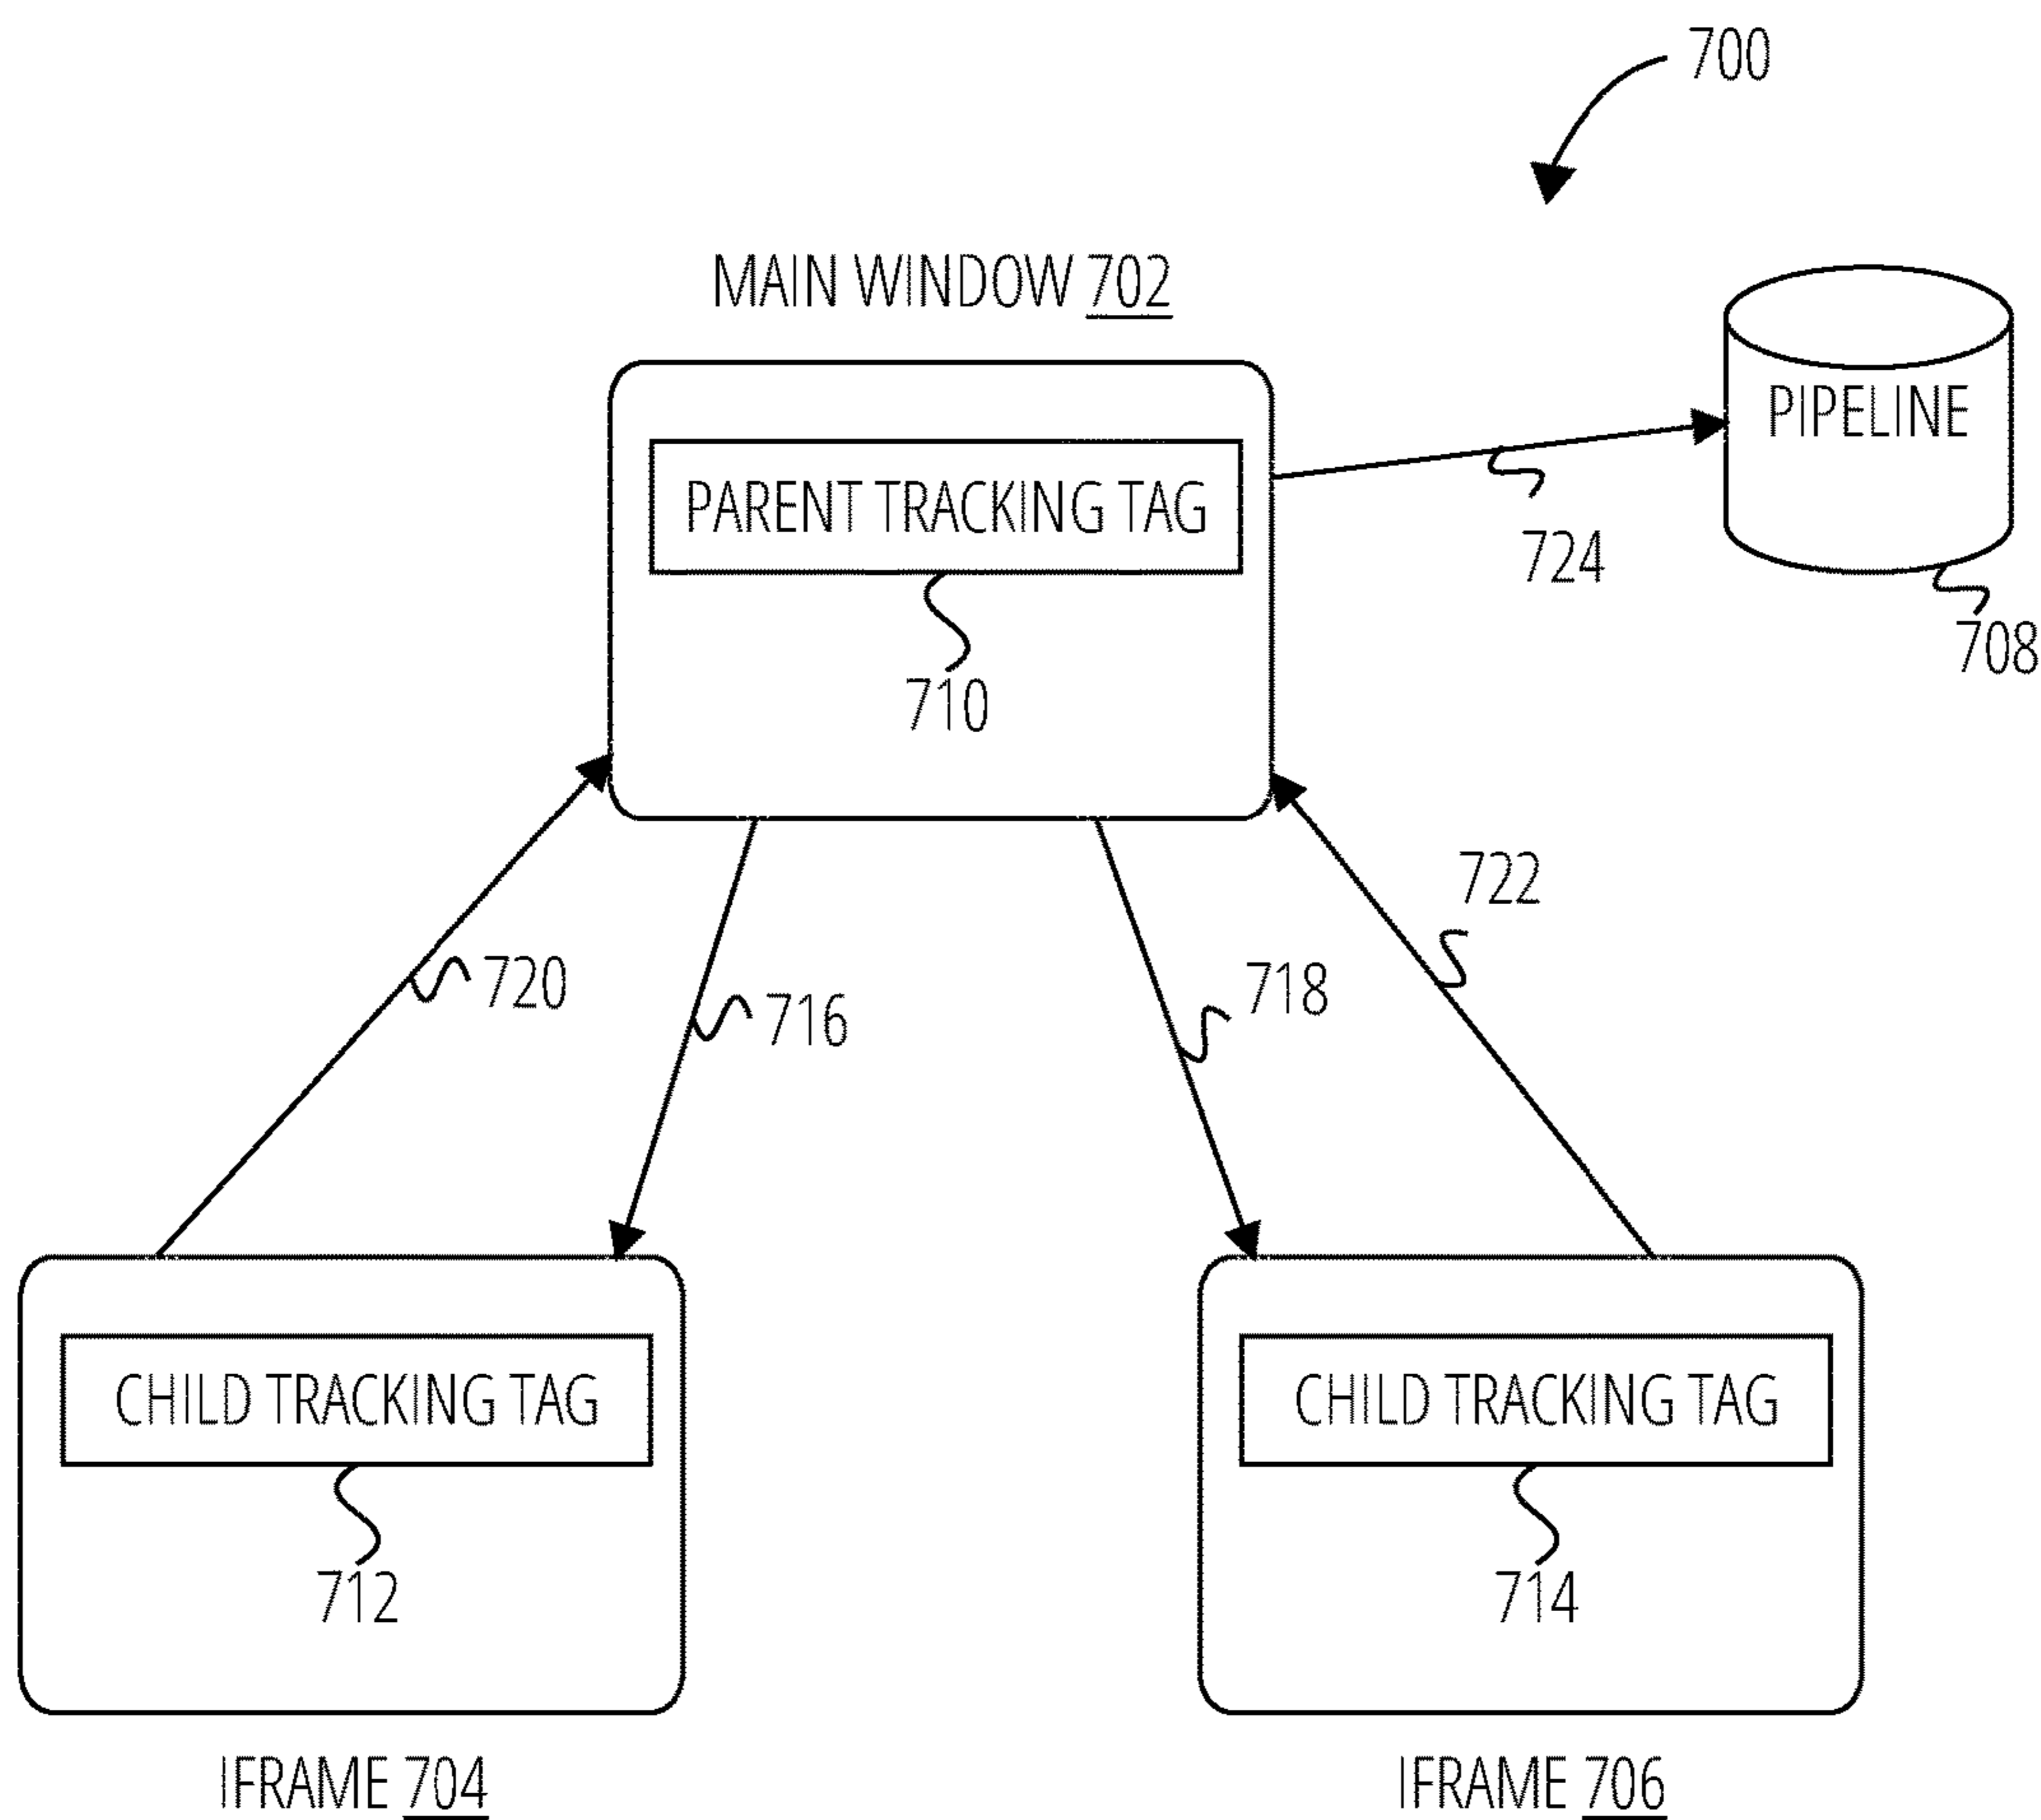 700
MAIN WINDOW 702
PIPELINE
PARENT TRACKING TAG
724
708
710
722
720
716
718
CHILD TRACKING TAG
CHILD TRACKING TAG
712
714
IFRAME 704
IFRAME 706